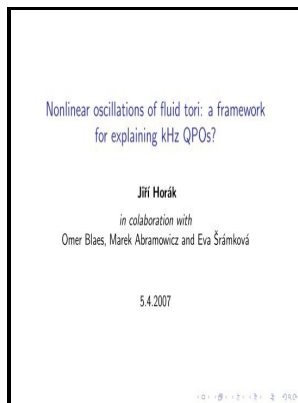 Nonlinear oscillations of fluid tori: a framework
for explaining kHz QPOs?
Jiří Horák
in colaboration with
Omer Blaes, Marek Abramowicz and Eva Šrámková
5.4.2007